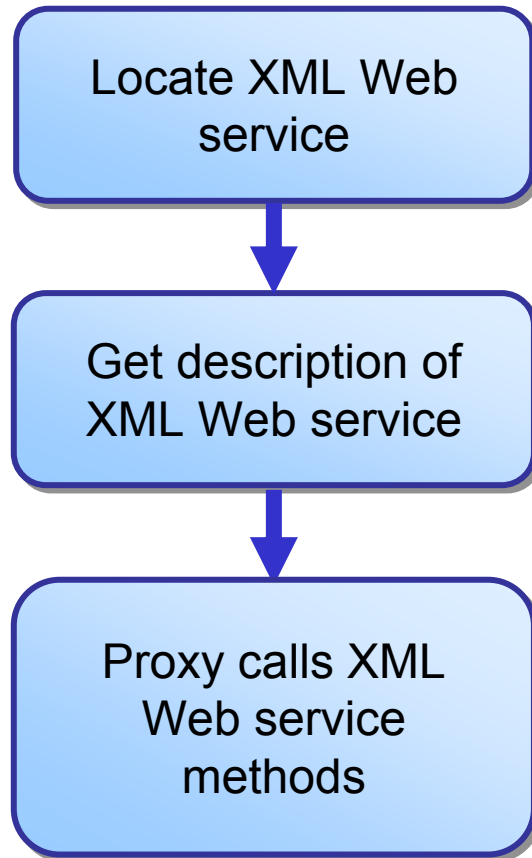 Locate XML Web
service
Get description of
XML Web service
Proxy calls XML
Web service
methods